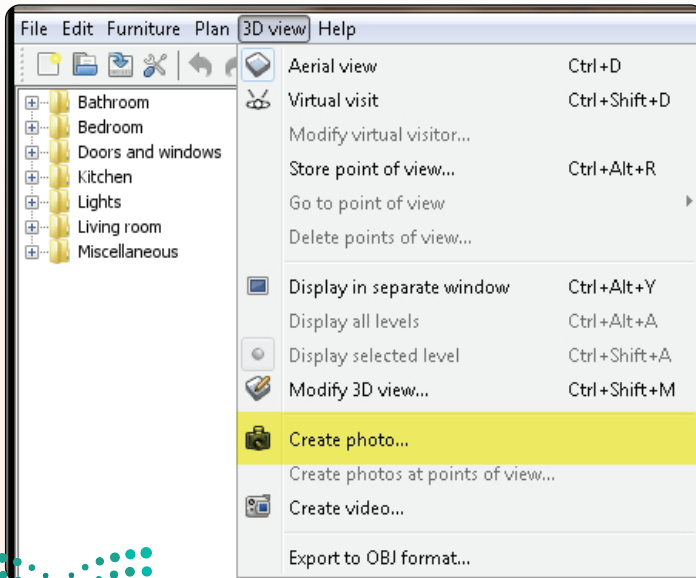 File Edit Furniture Plan 3D view Help
Bathroom
Bedroom
Doors and windows
Kitchen
Lights
Living room
Miscellaneous
Aerial view Ctrl+D
Virtual visit Ctrl+Shift+D
Modify virtual visitor...
Store point of view... Ctrl+Alt+R
Go to point of view
Delete points of view...
Display in separate window Ctrl+Alt+Y
Display all levels Ctrl+Alt+A
Display selected level Ctrl+Shift+A
Modify 3D view... Ctrl+Shift+M
Create photo...
Create photos at points of view...
Create video...
Export to OBJ format...